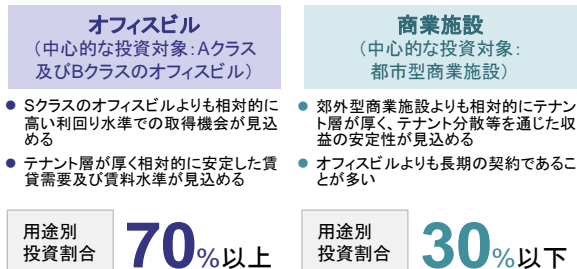 オフィスビル
（中心的な投資対象：Aクラス
及びBクラスのオフィスビル）
● Sクラスのオフィスビルよりも相対的に
高い利回り水準での取得機会が見込
める
● テナント層が厚く相対的に安定した賃
貸需要及び賃料水準が見込める
用途別
投資割合
70%以上
商業施設
（中心的な投資対象：
都市型商業施設）
● 郊外型商業施設よりも相対的にテナン
ト層が厚く、テナント分散等を通じた収
益の安定性が見込める
● オフィスビルよりも長期の契約であるこ
とが多い
用途別
投資割合
30%以下